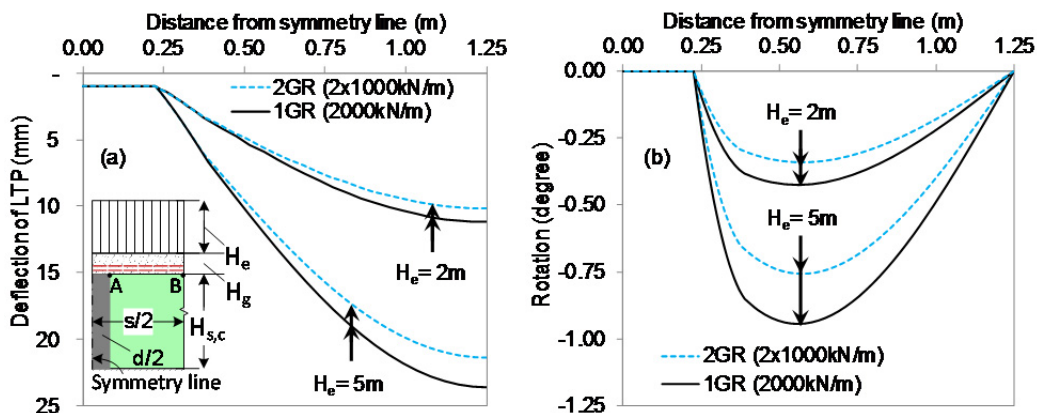 Distance from symmetry line (m)
0.00 0.25 0.50 0.75 1.00 1.25
Deflection of LTP (mm)
-
5
10
15
20
25
2GR (2x1000kN/m)
1GR (2000kN/m)
(a)
He= 2m
He= 5m
He
Hg
A B
s/2
Hs,c
d/2
Symmetry line
Distance from symmetry line (m)
0.00 0.25 0.50 0.75 1.00 1.25
Rotation (degree)
0.00
-0.25
-0.50
-0.75
-1.00
-1.25
He= 2m
(b)
He= 5m
2GR (2x1000kN/m)
1GR (2000kN/m)